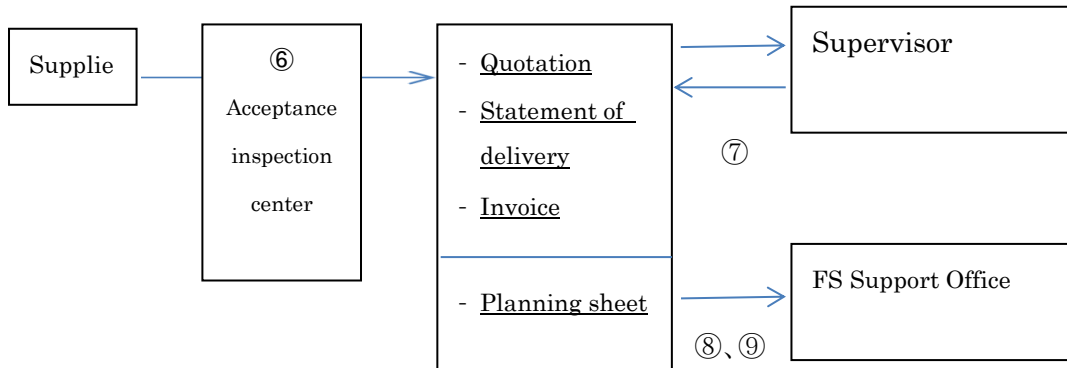 Supplie
⑥
Acceptance
inspection
center
- Quotation
- Statement of
delivery
- Invoice
- Planning sheet
Supervisor
⑦
FS Support Office
⑧、⑨